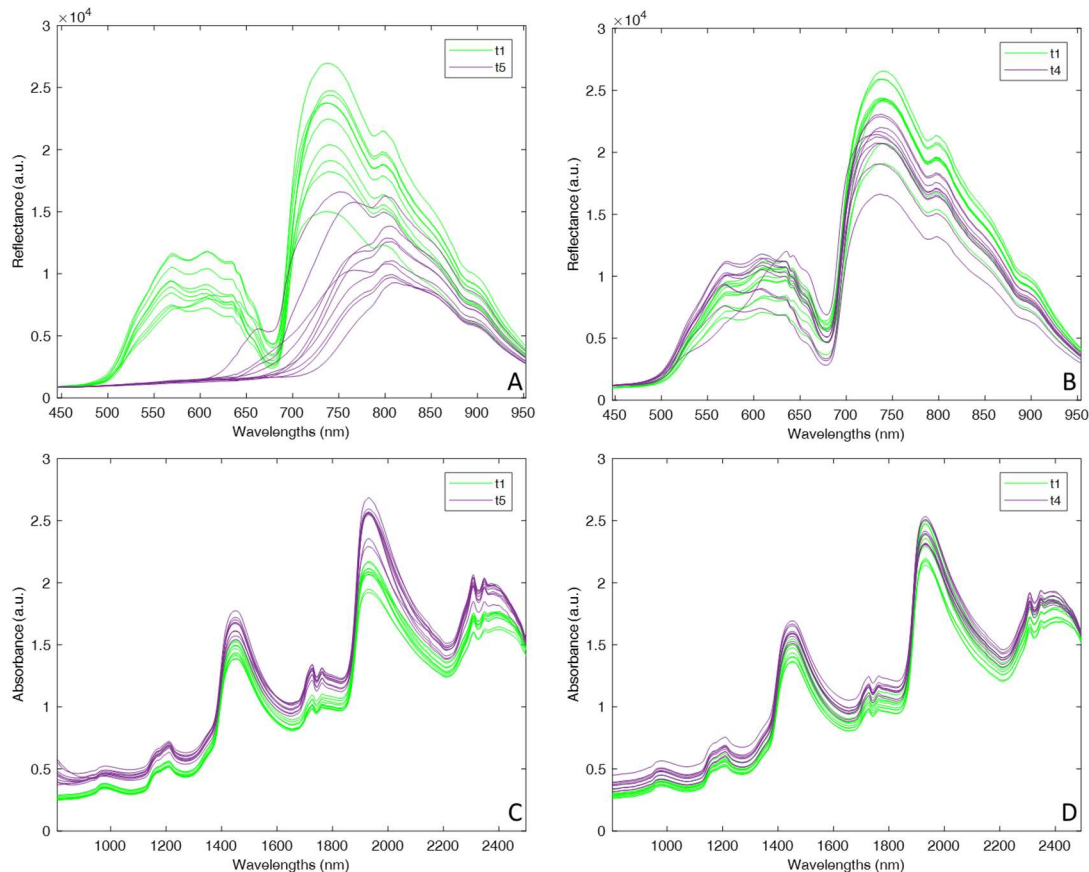 ×10⁴
3
2.5
2
1.5
1
0.5
0
Reflectance (a.u.)
450 500 550 600 650 700 750 800 850 900 950
Wavelengths (nm)
t1
t5
A
×10⁴
3
2.5
2
1.5
1
0.5
0
Reflectance (a.u.)
450 500 550 600 650 700 750 800 850 900 950
Wavelengths (nm)
t1
t4
B
3
2.5
2
1.5
1
0.5
0
Absorbance (a.u.)
1000 1200 1400 1600 1800 2000 2200 2400
Wavelengths (nm)
t1
t5
C
3
2.5
2
1.5
1
0.5
0
Absorbance (a.u.)
1000 1200 1400 1600 1800 2000 2200 2400
Wavelengths (nm)
t1
t4
D